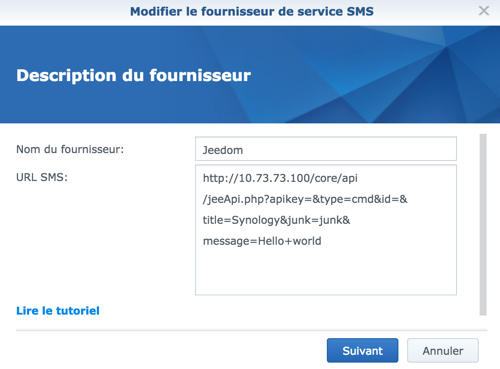 Modifier le fournisseur de service SMS
Description du fournisseur
Nom du fournisseur:
Jeedom
URL SMS:
http://10.73.73.100/core/api
/jeeApi.php?apikey=&type=cmd&id=&
title=Synology&junk=junk&
message=Hello+world
Lire le tutoriel
Suivant
Annuler